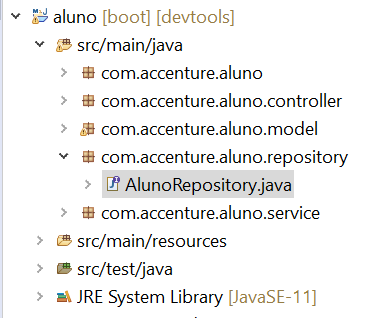 aluno [boot] [devtools]
src/main/java
com.accenture.aluno
com.accenture.aluno.controller
com.accenture.aluno.model
com.accenture.aluno.repository
AlunoRepository.java
com.accenture.aluno.service
src/main/resources
src/test/java
JRE System Library [JavaSE-11]